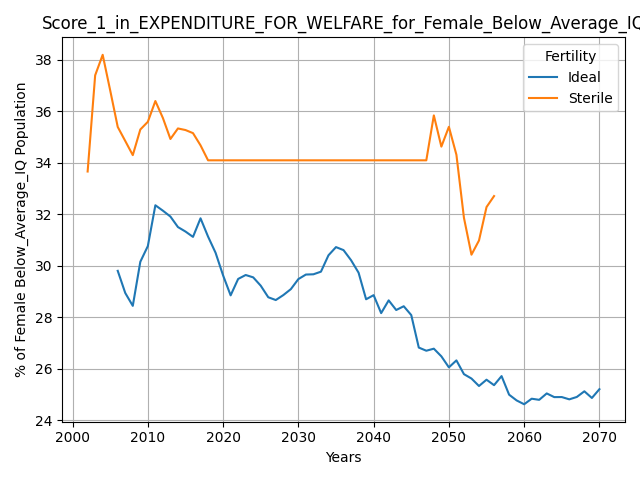 Score_1_in_EXPENDITURE_FOR_WELFARE_for_Female_Below_Average_IQ
Fertility
Ideal
Sterile
% of Female Below_Average_IQ Population
38
36
34
32
30
28
26
24
2000 2010 2020 2030 2040 2050 2060 2070
Years